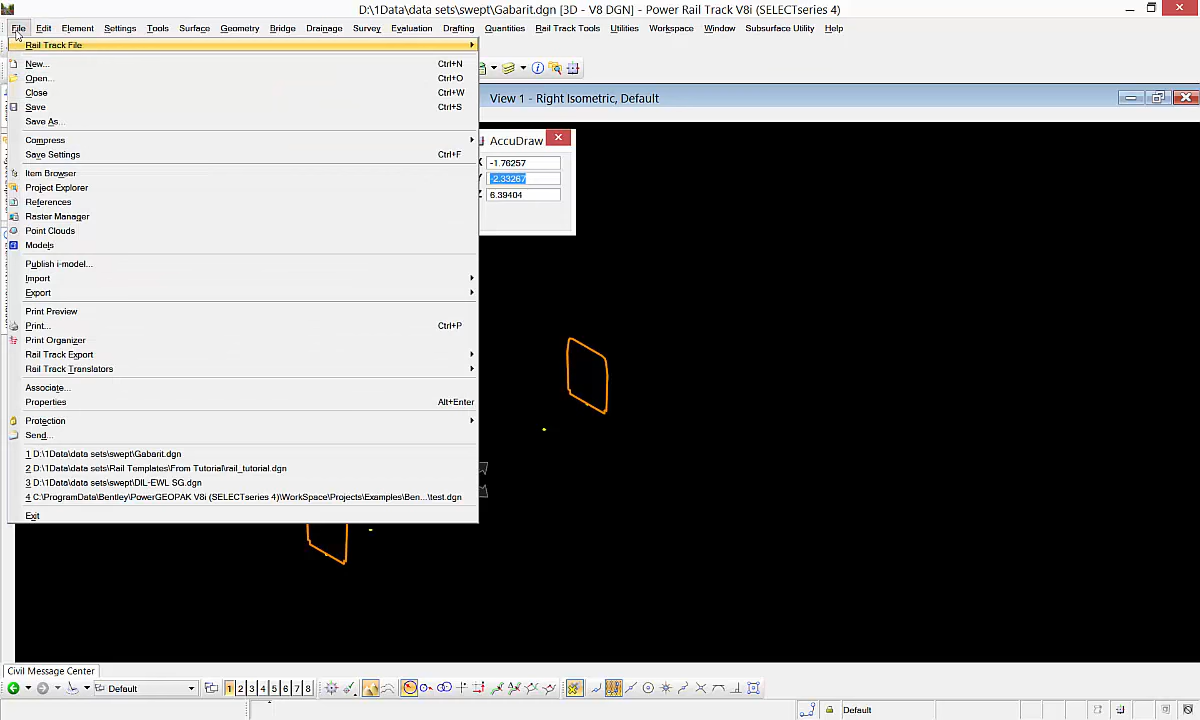 D:\1Data\data sets\swept\Gabarit.dgn [3D - V8 DGN] - Power Rail Track V8i (SELECTseries 4)
File Edit Element Settings Tools Surface Geometry Bridge Drainage Survey Evaluation Drafting Quantities Rail Track Tools Utilities Workspace Window Subsurface Utility Help
Rail Track File
New... Ctrl+N
Open... Ctrl+O
Close Ctrl+W
Save Ctrl+S
Save As...
Compress
Save Settings Ctrl+F
Item Browser
Project Explorer
References
Raster Manager
Point Clouds
Models
Publish i-model...
Import
Export
Print Preview
Print... Ctrl+P
Print Organizer
Rail Track Export
Rail Track Translators
Associate...
Properties Alt+Enter
Protection
Send...
1 D:\1Data\data sets\swept\Gabarit.dgn
2 D:\1Data\data sets\Rail Templates\From Tutorial\rail_tutorial.dgn
3 D:\1Data\data sets\swept\DIL-EWL SG.dgn
4 C:\ProgramData\Bentley\PowerGEOPAK V8i (SELECTseries 4)\WorkSpace\Projects\Examples\Ben...\test.dgn
Exit
View 1 - Right Isometric, Default
AccuDraw
X -1.76257
Y -2.33267
Z 6.39404
Civil Message Center
Default 1 2 3 4 5 6 7 8
Default